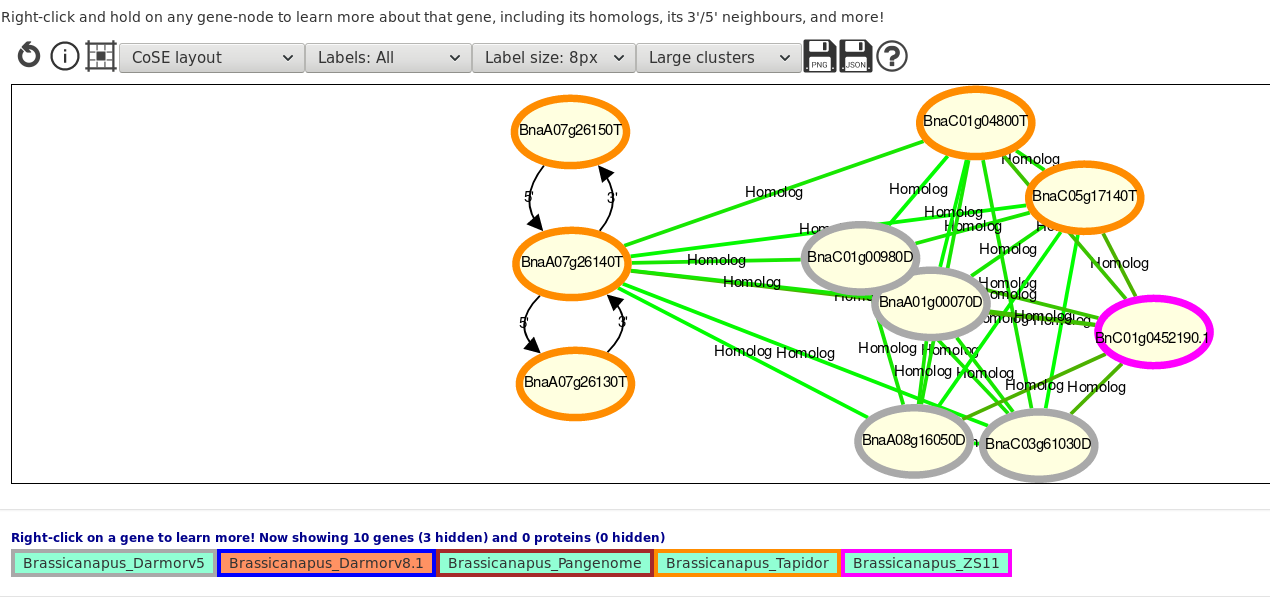 Right-click and hold on any gene-node to learn more about that gene, including its homologs, its 3'/5' neighbours, and more!
CoSE layout Labels: All Label size: 8px Large clusters PNG JSON ?
BnaA07g26150T
BnaC01g04800T
Homolog
5'
3'
Homolog
Homolog
BnaC05g17140T
Homolog
Homolog
BnaA07g26140T
Homolog
BnaC01g00980D
Homolog
Homolog
Homolog
Homolog
BnaA01g00070D
Homolog
5'
3'
Homolog
BnC01g0452190.1
Homolog
Homolog
Homolog
Homolog
BnaA07g26130T
Homolog
Homolog
Homolog
Homolog
BnaA08g16050D
BnaC03g61030D
Right-click on a gene to learn more! Now showing 10 genes (3 hidden) and 0 proteins (0 hidden)
Brassicanapus_Darmorv5 Brassicanapus_Darmorv8.1 Brassicanapus_Pangenome Brassicanapus_Tapidor Brassicanapus_ZS11